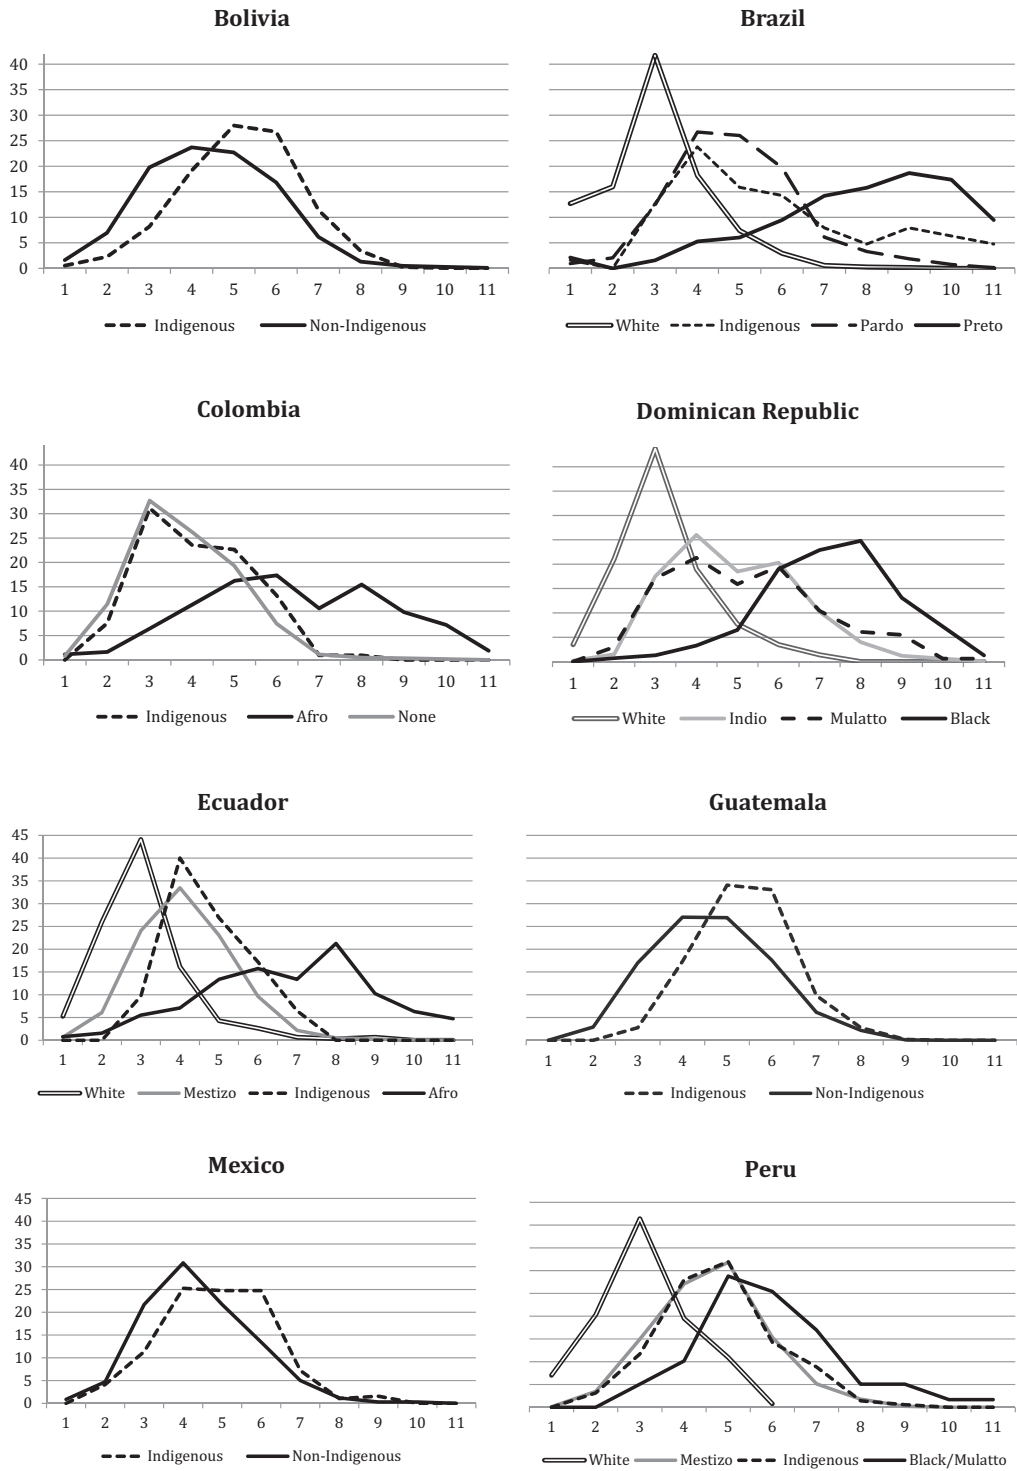 Bolivia
40
35
30
25
20
15
10
5
0
1 2 3 4 5 6 7 8 9 10 11
Indigenous Non-Indigenous
Brazil
1 2 3 4 5 6 7 8 9 10 11
White Indigenous Pardo Preto
Colombia
40
35
30
25
20
15
10
5
0
1 2 3 4 5 6 7 8 9 10 11
Indigenous Afro None
Dominican Republic
1 2 3 4 5 6 7 8 9 10 11
White Indio Mulatto Black
Ecuador
45
40
35
30
25
20
15
10
5
0
1 2 3 4 5 6 7 8 9 10 11
White Mestizo Indigenous Afro
Guatemala
1 2 3 4 5 6 7 8 9 10 11
Indigenous Non-Indigenous
Mexico
45
40
35
30
25
20
15
10
5
0
1 2 3 4 5 6 7 8 9 10 11
Indigenous Non-Indigenous
Peru
1 2 3 4 5 6 7 8 9 10 11
White Mestizo Indigenous Black/Mulatto